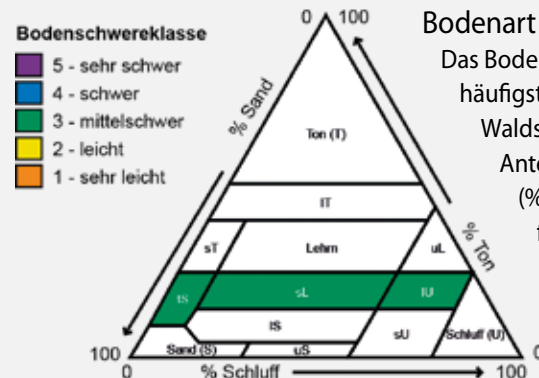 Bodenschwereklasse
5 - sehr schwer
4 - schwer
3 - mittelschwer
2 - leicht
1 - sehr leicht
0 100
% Sand
Ton (T)
lT
sT Lehm uL
% Ton
tS sL lU
lS
sU Schluff (U)
Sand (S) uS
100 0
0 % Schluff 100
Bodenart
Das Bode
häufigst
Walds
Ante
(%